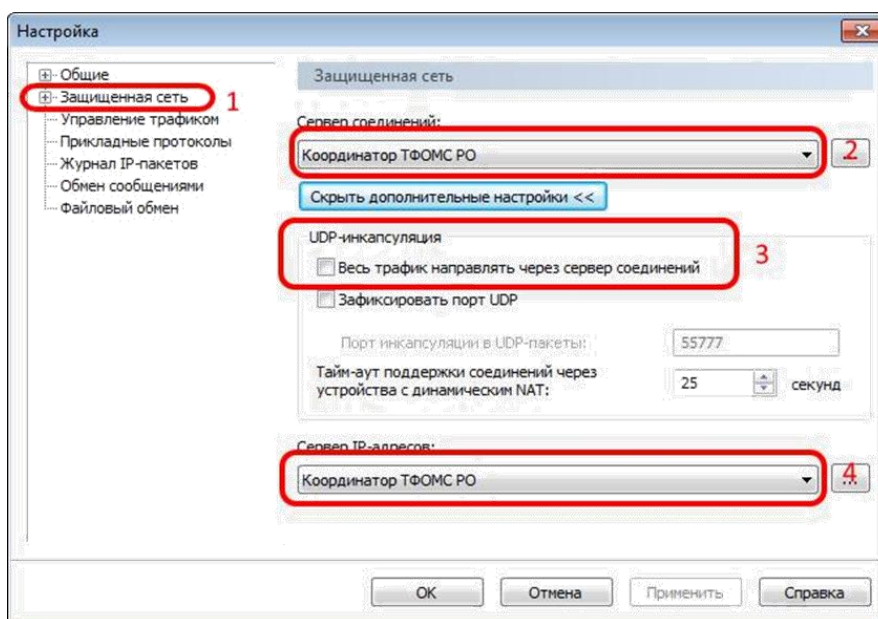 Настройка
Общие
Защищенная сеть
1
Управление трафиком
Прикладные протоколы
Журнал IP-пакетов
Обмен сообщениями
Файловый обмен
Защищенная сеть
Сервер соединений:
Координатор ТФОМС РО
2
Скрыть дополнительные настройки <<
UDP-инкапсуляция
Весь трафик направлять через сервер соединений
3
Зафиксировать порт UDP
Порт инкапсуляции в UDP-пакеты:
55777
Тайм-аут поддержки соединений через
устройства с динамическим NAT:
25
секунд
Сервер IP-адресов:
Координатор ТФОМС РО
4
ОК
Отмена
Применить
Справка